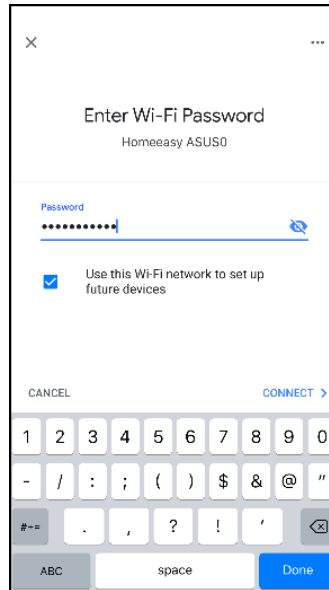 Enter Wi-Fi Password
Homeeasy ASUS0
Password
•••••••••••
Use this Wi-Fi network to set up
future devices
CANCEL
CONNECT >
1 2 3 4 5 6 7 8 9 0
- / : ; ( ) $ & @ "
#+= . , ? ! '
ABC space Done